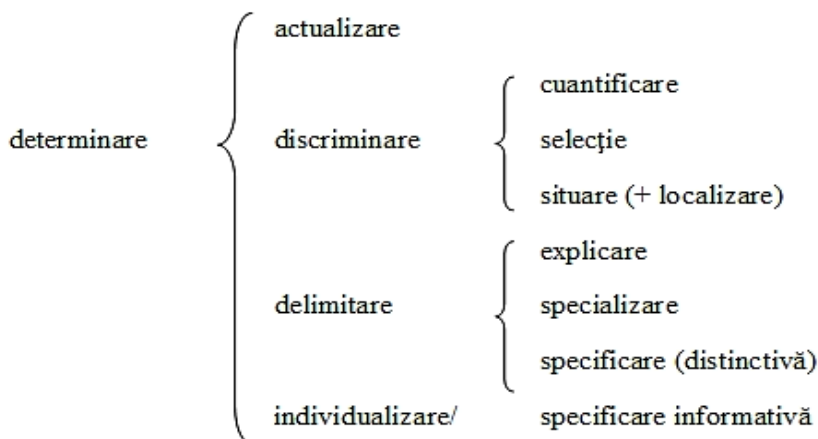 actualizare
cuantificare
determinare discriminare selecţie
situare (+ localizare)
explicare
delimitare specializare
specificare (distinctivă)
individualizare/ specificare informativă